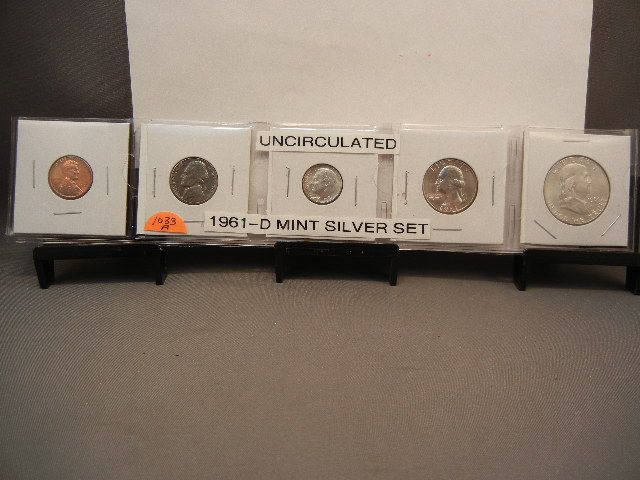 UNCIRCULATED
1033
A
1961-D MINT SILVER SET